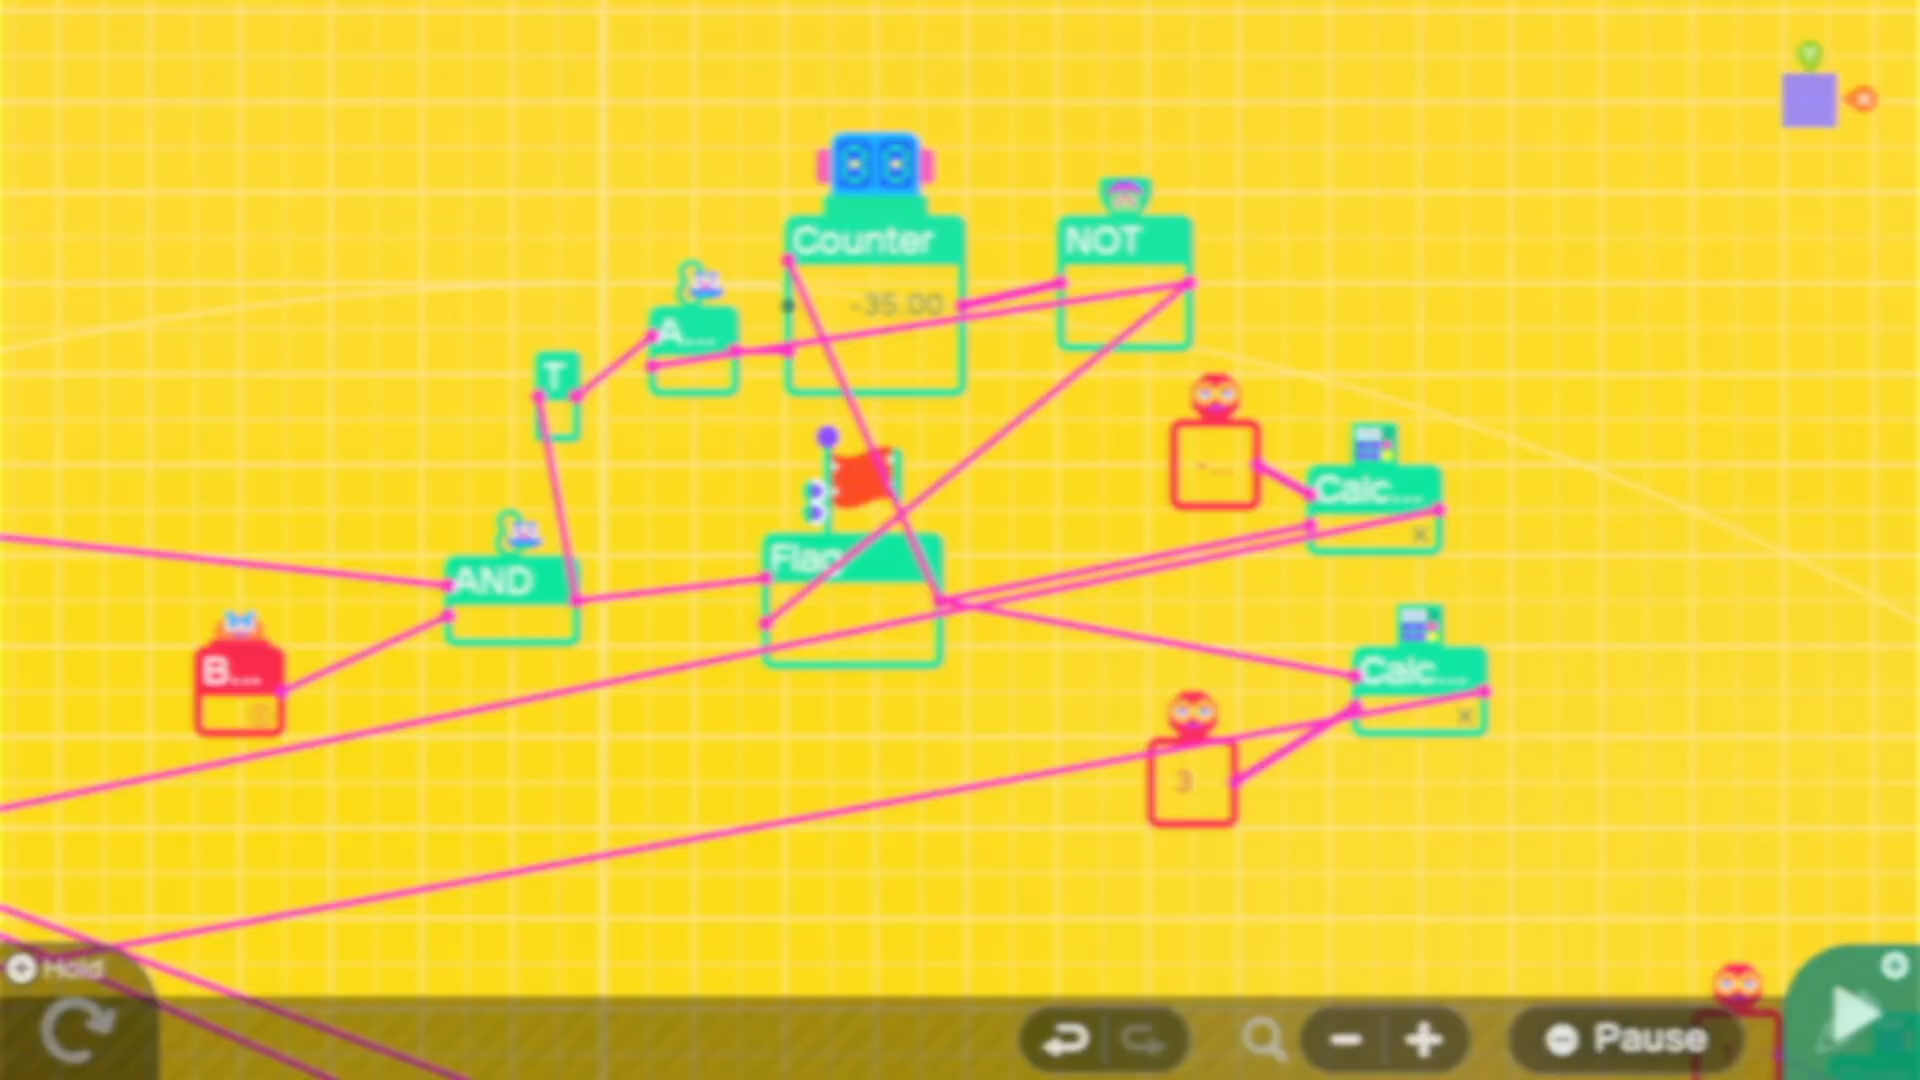 Counter
NOT
-35.00
A...
T
Calc...
×
Flag
AND
B...
Calc...
×
3
Hold
Pause